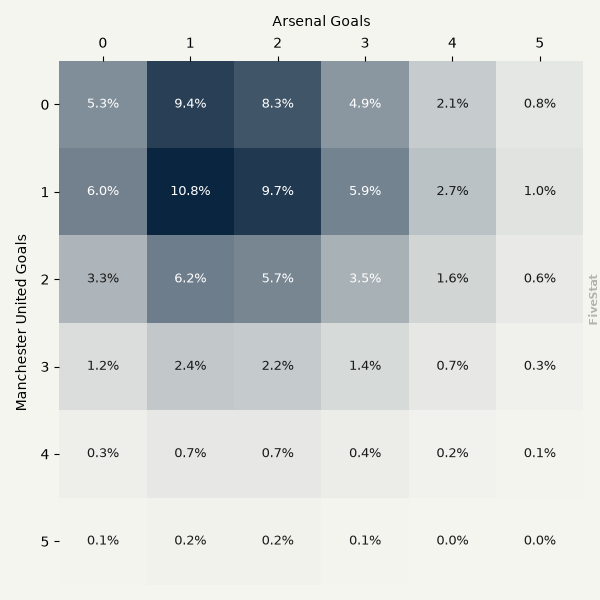 Arsenal Goals
0 1 2 3 4 5
0 5.3% 9.4% 8.3% 4.9% 2.1% 0.8%
1 6.0% 10.8% 9.7% 5.9% 2.7% 1.0%
2 3.3% 6.2% 5.7% 3.5% 1.6% 0.6%
3 1.2% 2.4% 2.2% 1.4% 0.7% 0.3%
4 0.3% 0.7% 0.7% 0.4% 0.2% 0.1%
5 0.1% 0.2% 0.2% 0.1% 0.0% 0.0%
Manchester United Goals
FiveStat